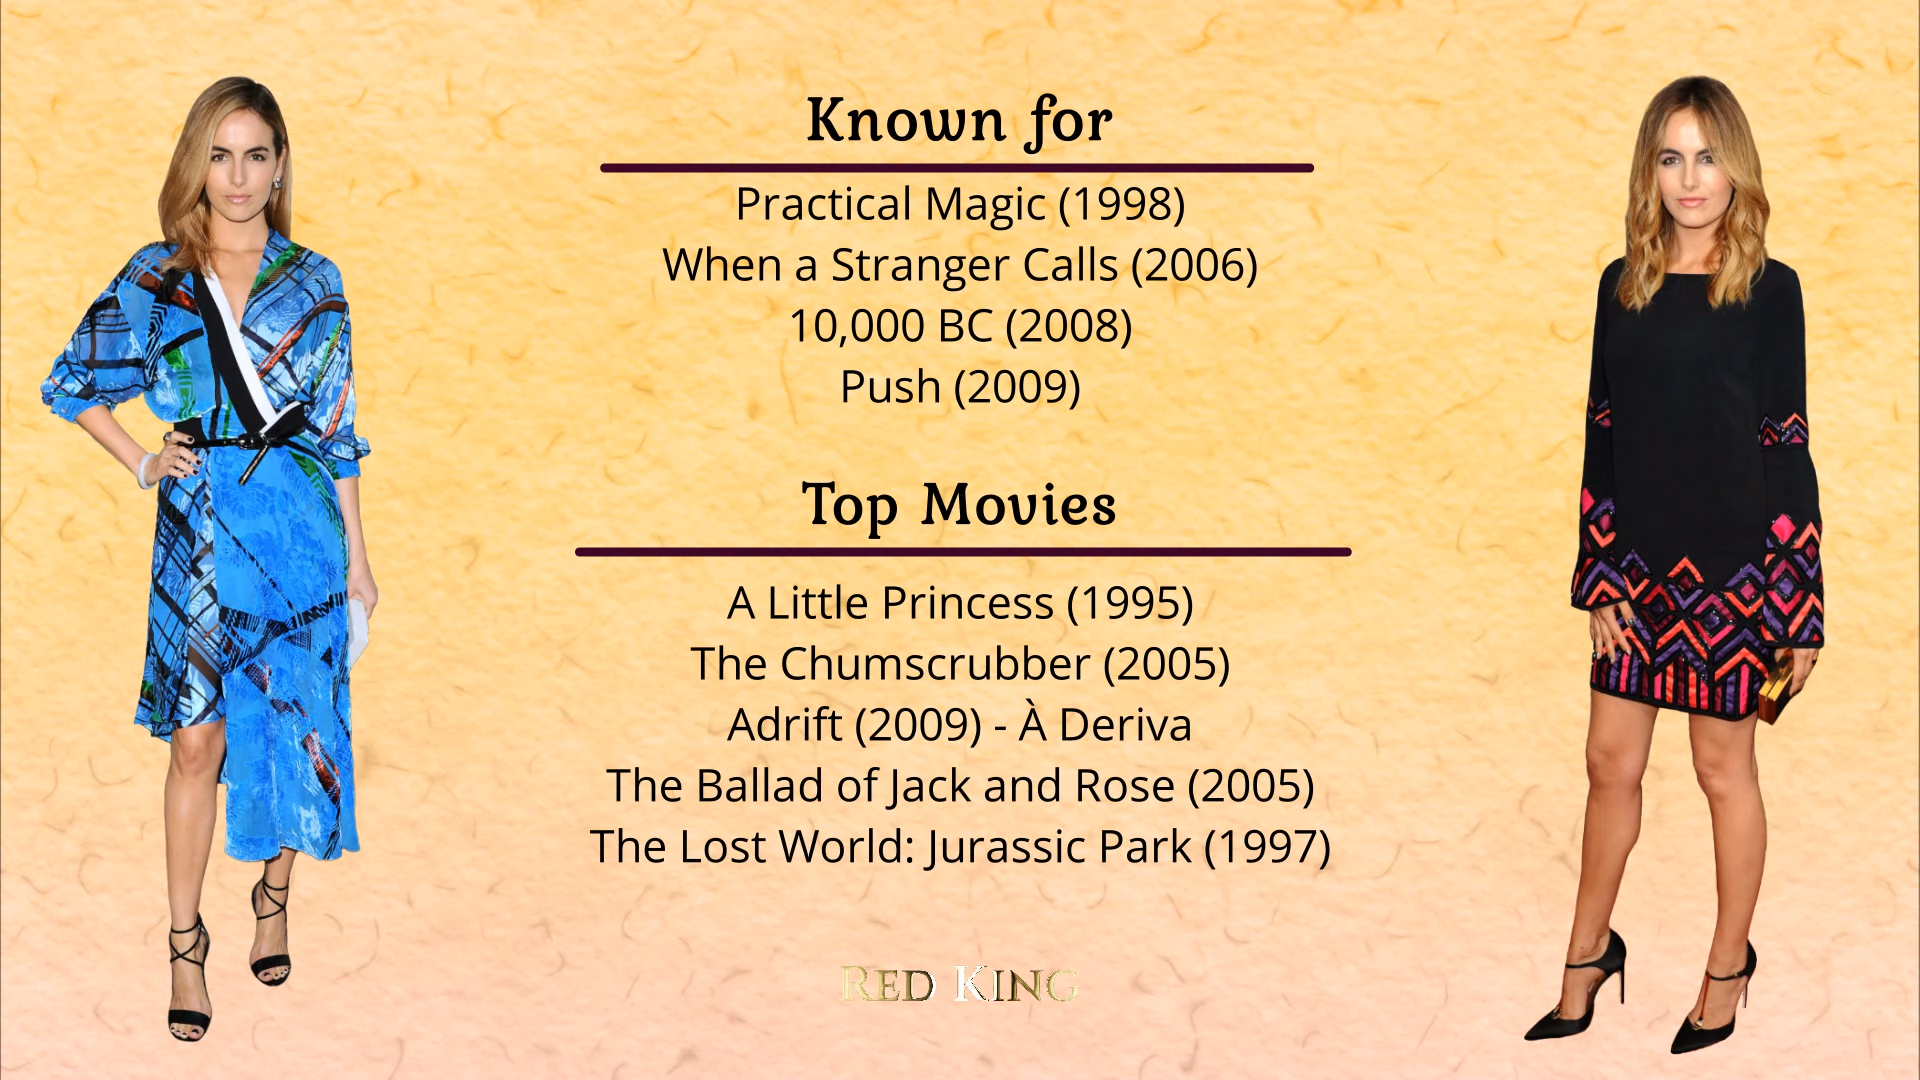 Known for
Practical Magic (1998)
When a Stranger Calls (2006)
10,000 BC (2008)
Push (2009)
Top Movies
A Little Princess (1995)
The Chumscrubber (2005)
Adrift (2009) - À Deriva
The Ballad of Jack and Rose (2005)
The Lost World: Jurassic Park (1997)
RED KING